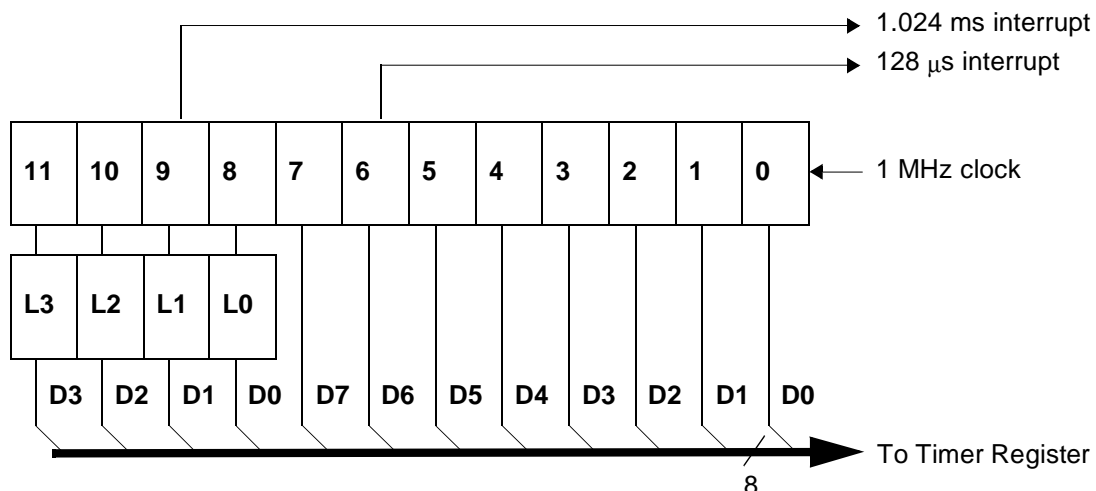 1.024 ms interrupt
128 μs interrupt
11 10 9 8 7 6 5 4 3 2 1 0
1 MHz clock
L3 L2 L1 L0
D3 D2 D1 D0 D7 D6 D5 D4 D3 D2 D1 D0
To Timer Register
8